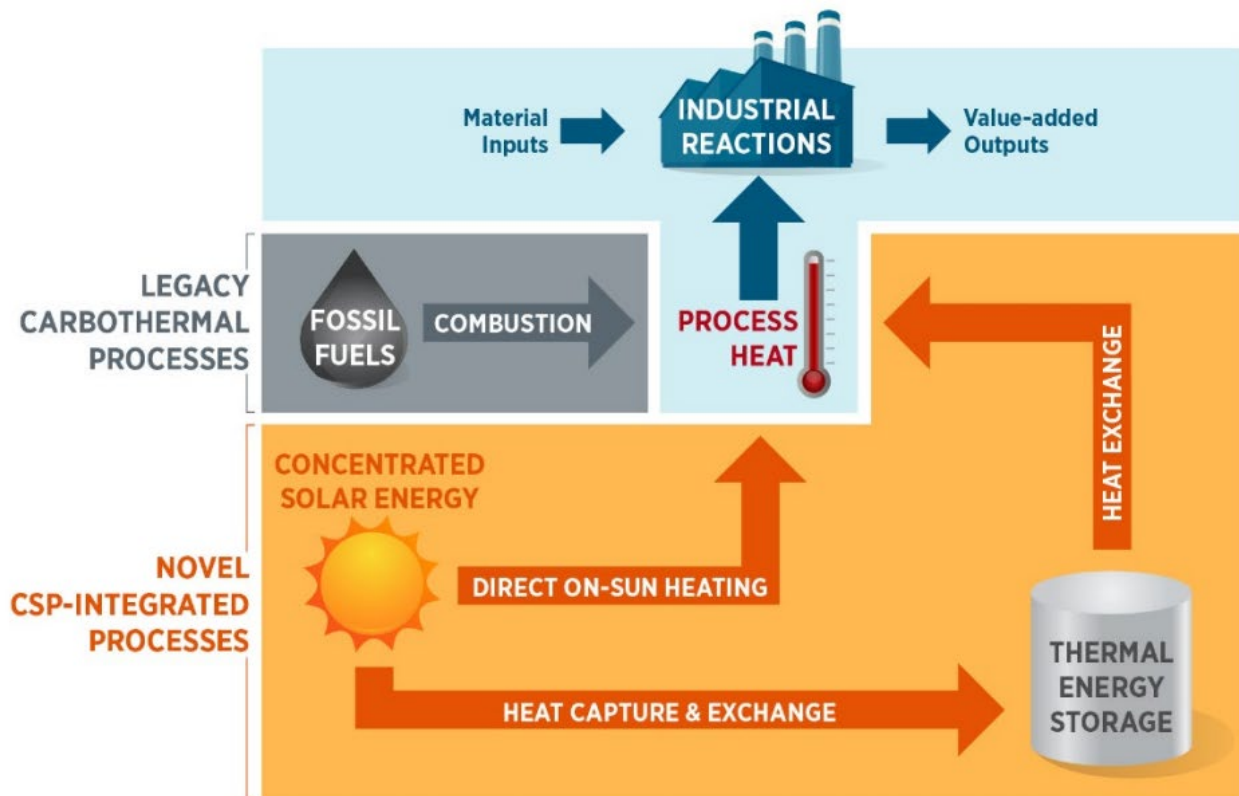 Material
Inputs
INDUSTRIAL
REACTIONS
Value-added
Outputs
LEGACY
CARBOTHERMAL
PROCESSES
FOSSIL
FUELS
COMBUSTION
PROCESS
HEAT
HEAT EXCHANGE
NOVEL
CSP-INTEGRATED
PROCESSES
CONCENTRATED
SOLAR ENERGY
DIRECT ON-SUN HEATING
HEAT CAPTURE & EXCHANGE
THERMAL
ENERGY
STORAGE